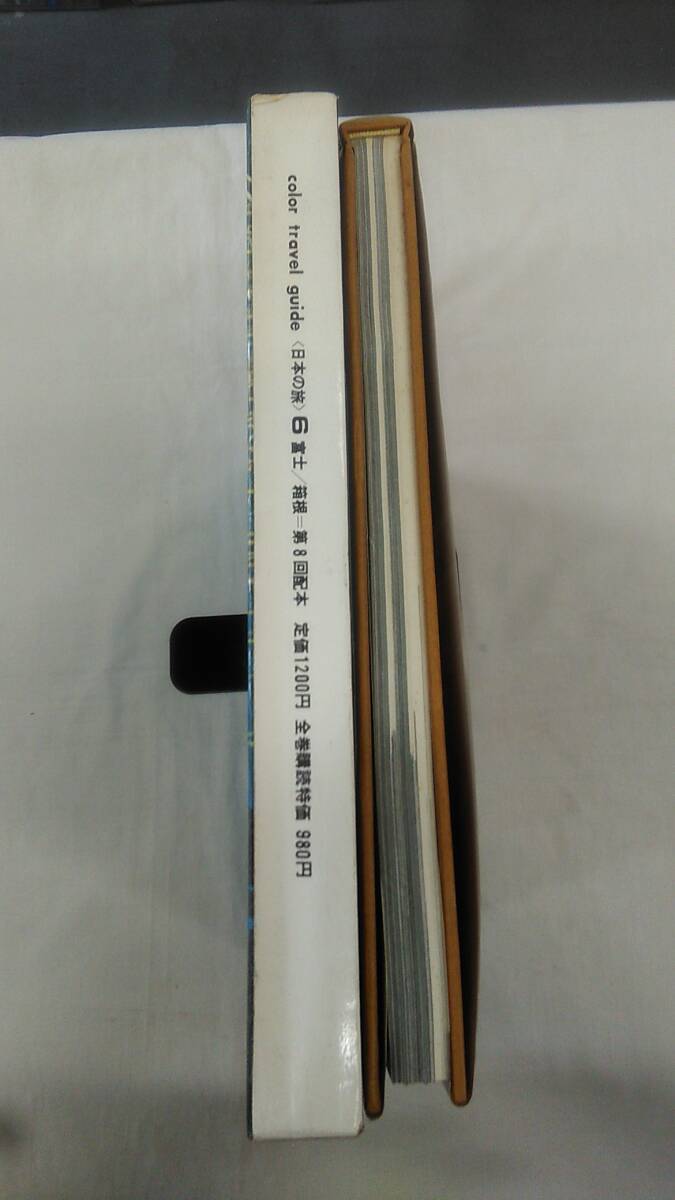 color travel guide 〈日本の旅〉 6 富士/箱根=第8回配本 定価1200円 全巻購読特価 980円